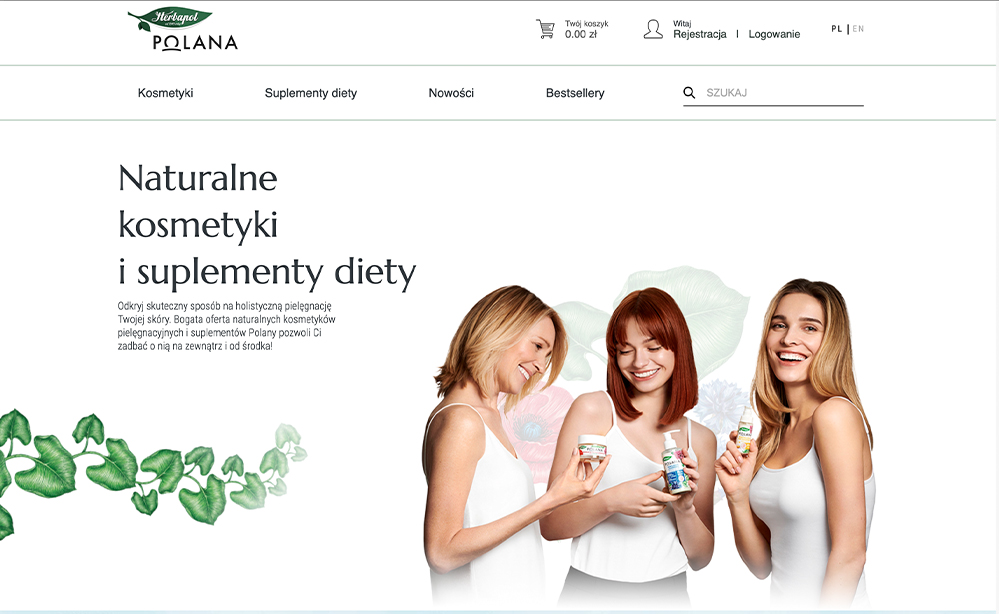 Herbapol
POLANA
Twój koszyk
0.00 zł
Witaj
Rejestracja | Logowanie
PL | EN
Kosmetyki
Suplementy diety
Nowości
Bestsellery
SZUKAJ
Naturalne
kosmetyki
i suplementy diety
Odkryj skuteczny sposób na holistyczną pielęgnację
Twojej skóry. Bogata oferta naturalnych kosmetyków
pielęgnacyjnych i suplementów Polany pozwoli Ci
zadbać o nią na zewnątrz i od środka!